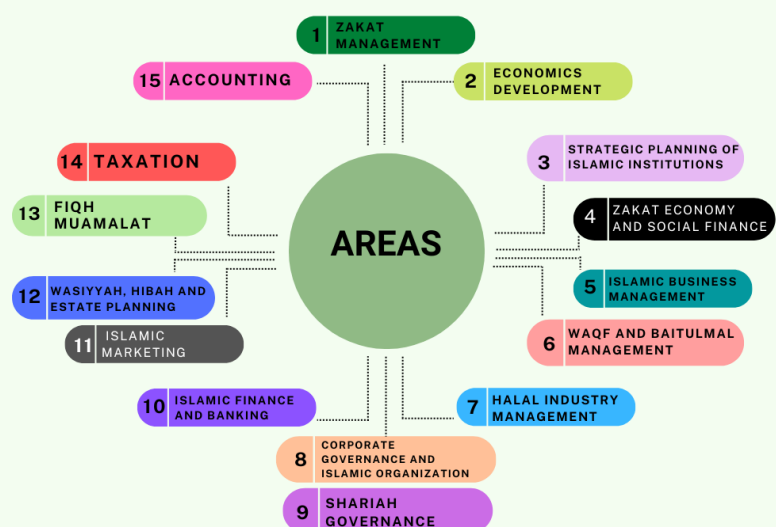 1 ZAKAT
MANAGEMENT
2 ECONOMICS
DEVELOPMENT
3 STRATEGIC PLANNING OF
ISLAMIC INSTITUTIONS
4 ZAKAT ECONOMY
AND SOCIAL FINANCE
5 ISLAMIC BUSINESS
MANAGEMENT
6 WAQF AND BAITULMAL
MANAGEMENT
7 HALAL INDUSTRY
MANAGEMENT
8 CORPORATE
GOVERNANCE AND
ISLAMIC ORGANIZATION
9 SHARIAH
GOVERNANCE
10 ISLAMIC FINANCE
AND BANKING
11 ISLAMIC
MARKETING
12 WASIYYAH, HIBAH AND
ESTATE PLANNING
13 FIQH
MUAMALAT
14 TAXATION
15 ACCOUNTING
AREAS